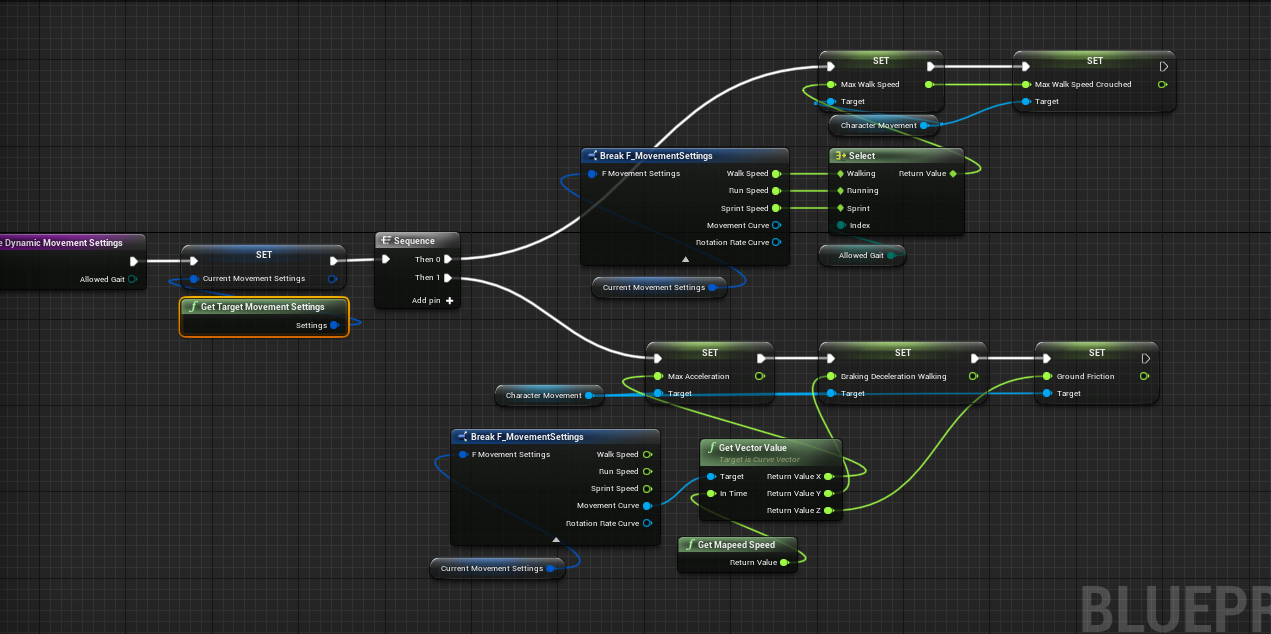 SET
Max Walk Speed
Target
SET
Max Walk Speed Crouched
Target
Character Movement
Break F_MovementSettings
F Movement Settings
Walk Speed
Run Speed
Sprint Speed
Movement Curve
Rotation Rate Curve
Select
Walking
Return Value
Running
Sprint
Index
Allowed Gait
Current Movement Settings
e Dynamic Movement Settings
Allowed Gait
SET
Current Movement Settings
Get Target Movement Settings
Settings
Sequence
Then 0
Then 1
Add pin
SET
Max Acceleration
Target
SET
Braking Deceleration Walking
Target
SET
Ground Friction
Target
Character Movement
Break F_MovementSettings
F Movement Settings
Walk Speed
Run Speed
Sprint Speed
Movement Curve
Rotation Rate Curve
Get Vector Value
Target is Curve Vector
Target
Return Value X
In Time
Return Value Y
Return Value Z
Get Mapeed Speed
Return Value
Current Movement Settings
BLUEPR